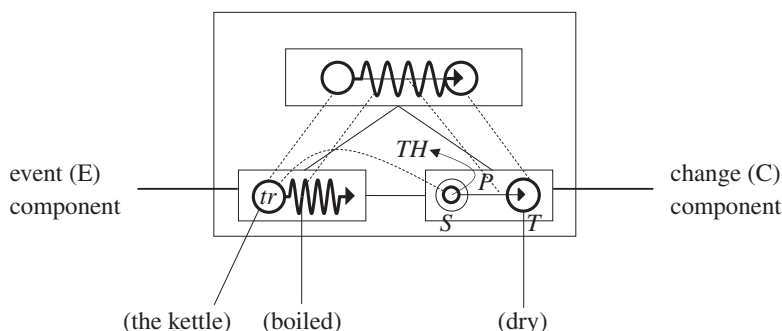 TH
event (E)
component
tr
P
S
T
change (C)
component
(the kettle)
(boiled)
(dry)